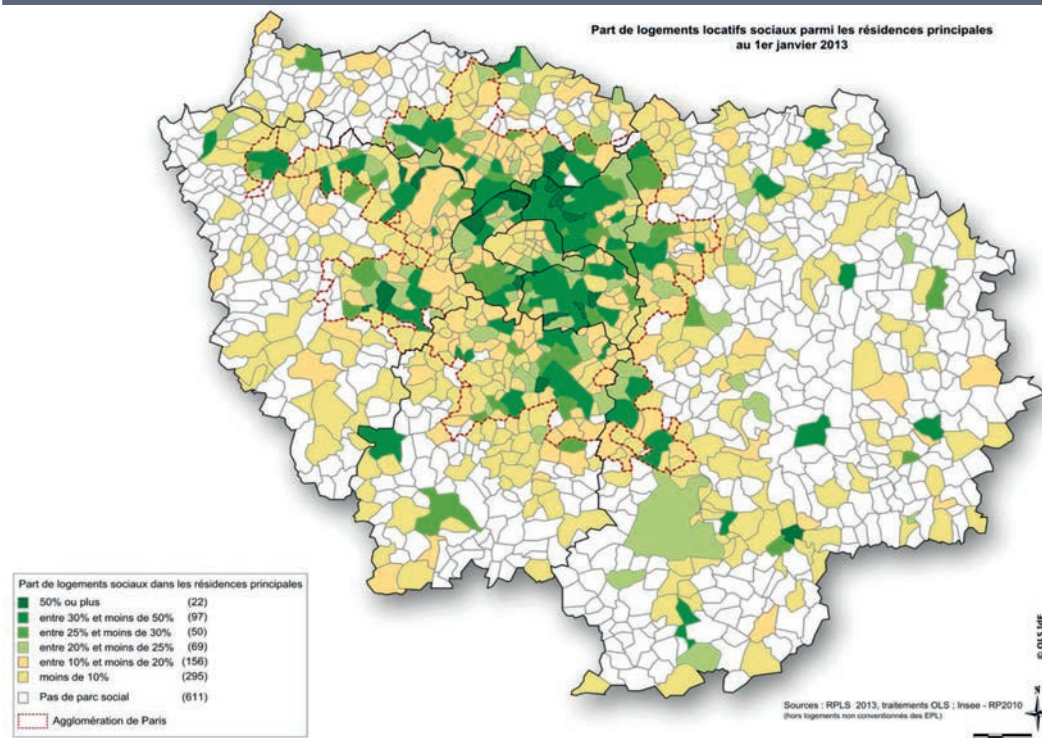 Part de logements locatifs sociaux parmi les résidences principales
au 1er janvier 2013
Part de logements sociaux dans les résidences principales
50% ou plus (22)
entre 30% et moins de 50% (97)
entre 25% et moins de 30% (50)
entre 20% et moins de 25% (69)
entre 10% et moins de 20% (156)
moins de 10% (295)
Pas de parc social (611)
Agglomération de Paris
Sources : RPLS 2013, traitements OLS ; Insee - RP2010
(hors logements non conventionnés des EPL)
N